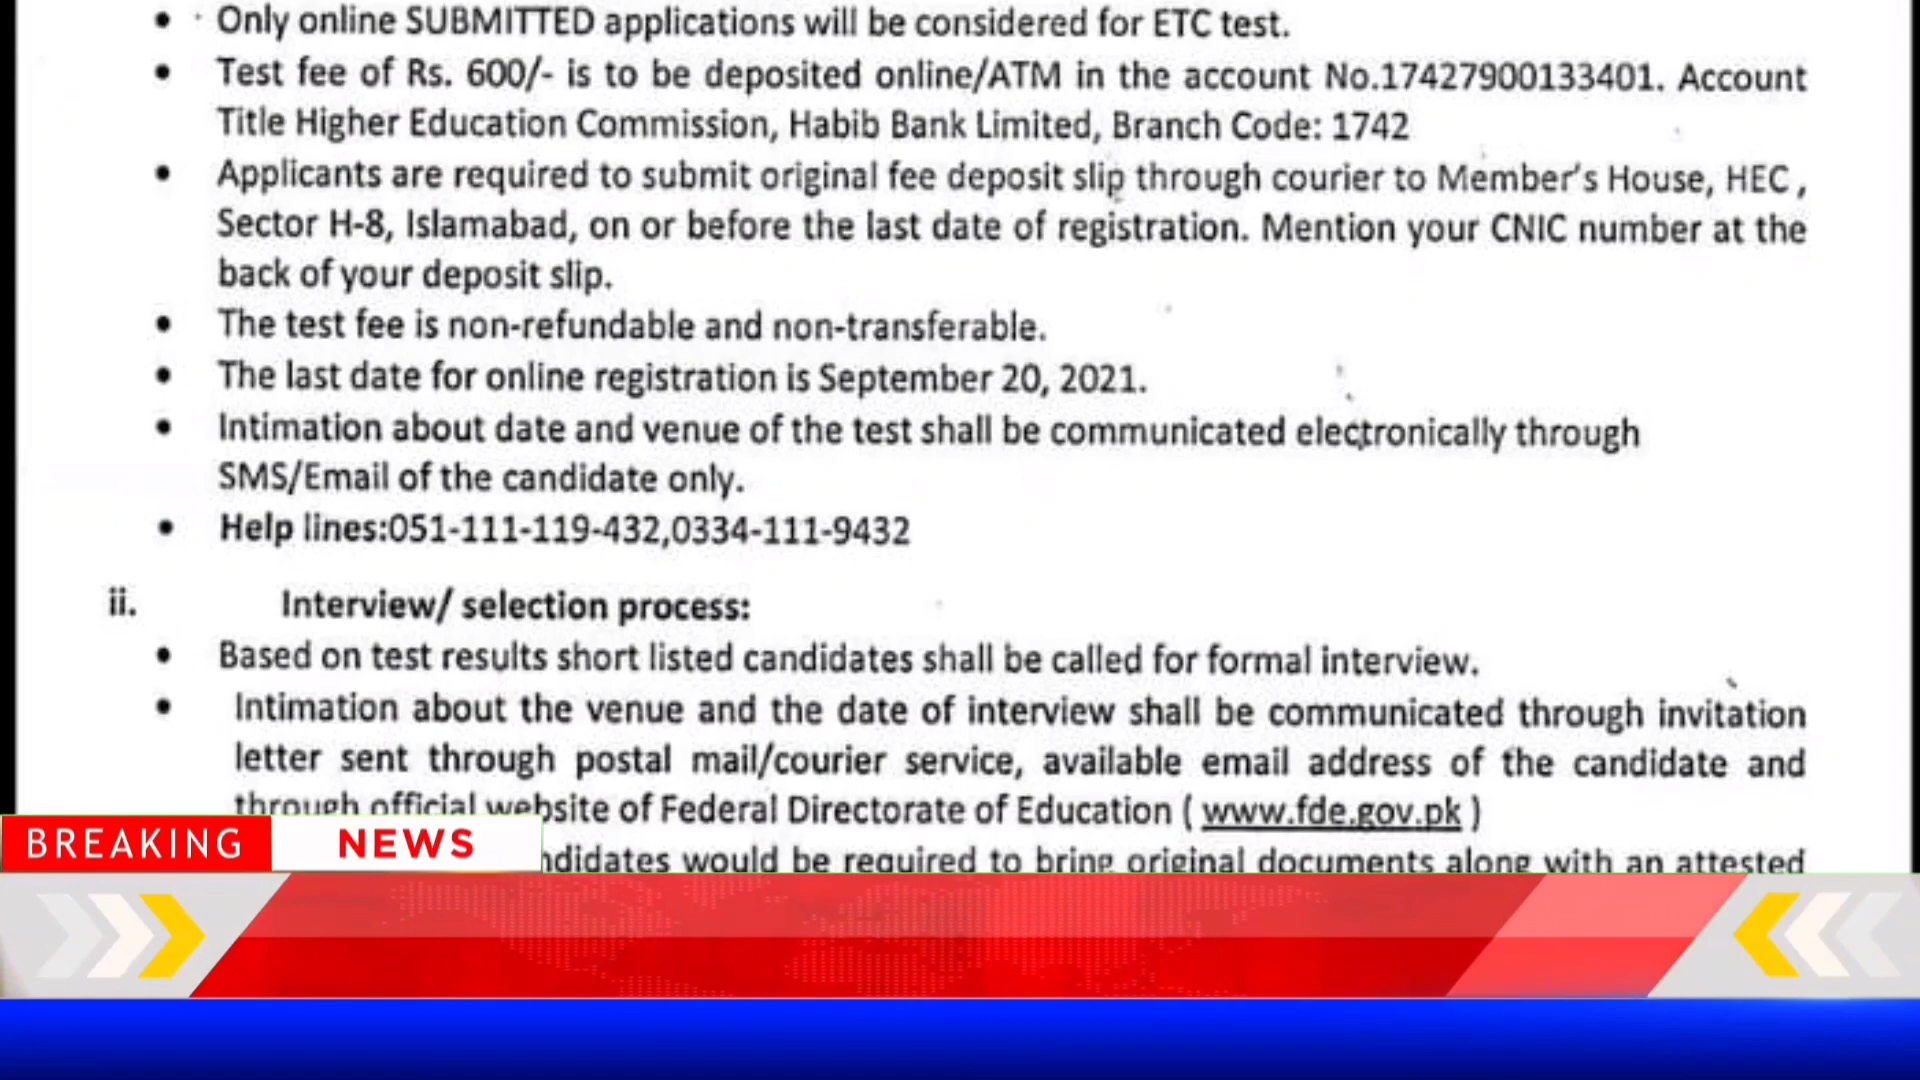 • Only online SUBMITTED applications will be considered for ETC test.
• Test fee of Rs. 600/- is to be deposited online/ATM in the account No.17427900133401. Account
Title Higher Education Commission, Habib Bank Limited, Branch Code: 1742
• Applicants are required to submit original fee deposit slip through courier to Member's House, HEC ,
Sector H-8, Islamabad, on or before the last date of registration. Mention your CNIC number at the
back of your deposit slip.
• The test fee is non-refundable and non-transferable.
• The last date for online registration is September 20, 2021.
• Intimation about date and venue of the test shall be communicated electronically through
SMS/Email of the candidate only.
• Help lines:051-111-119-432,0334-111-9432
ii. Interview/ selection process:
• Based on test results short listed candidates shall be called for formal interview.
• Intimation about the venue and the date of interview shall be communicated through invitation
letter sent through postal mail/courier service, available email address of the candidate and
through official website of Federal Directorate of Education ( www.fde.gov.pk )
would be required to bring original documents along with an attested
BREAKING NEWS